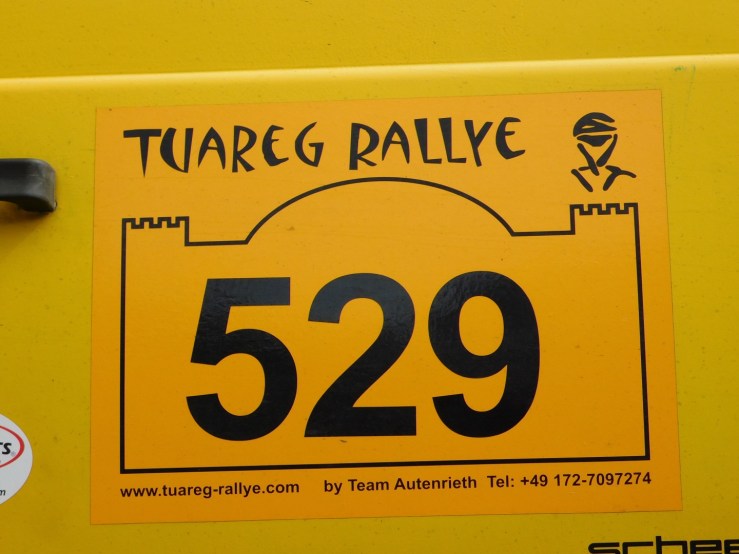 TUAREG RALLYE
529
www.tuareg-rallye.com by Team Autenrieth Tel: +49 172-7097274